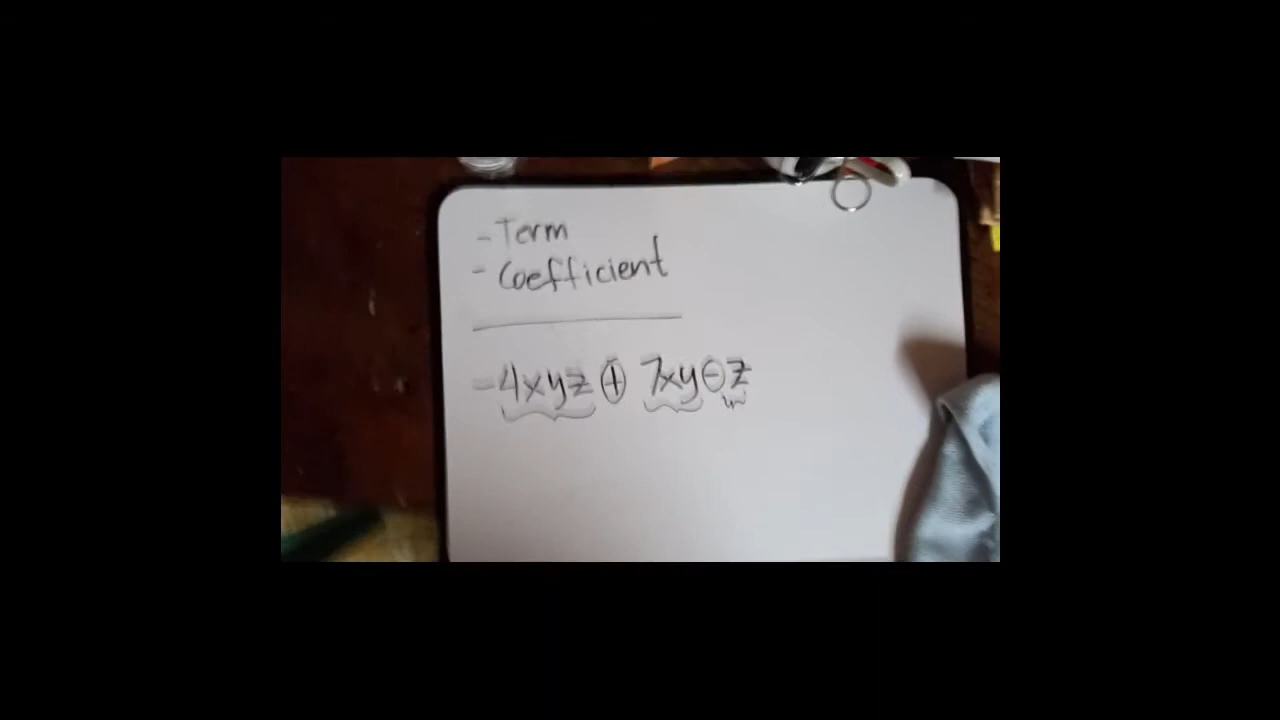 - Term
- Coefficient
- 4xyz ⊕ 7xy ⊖ z